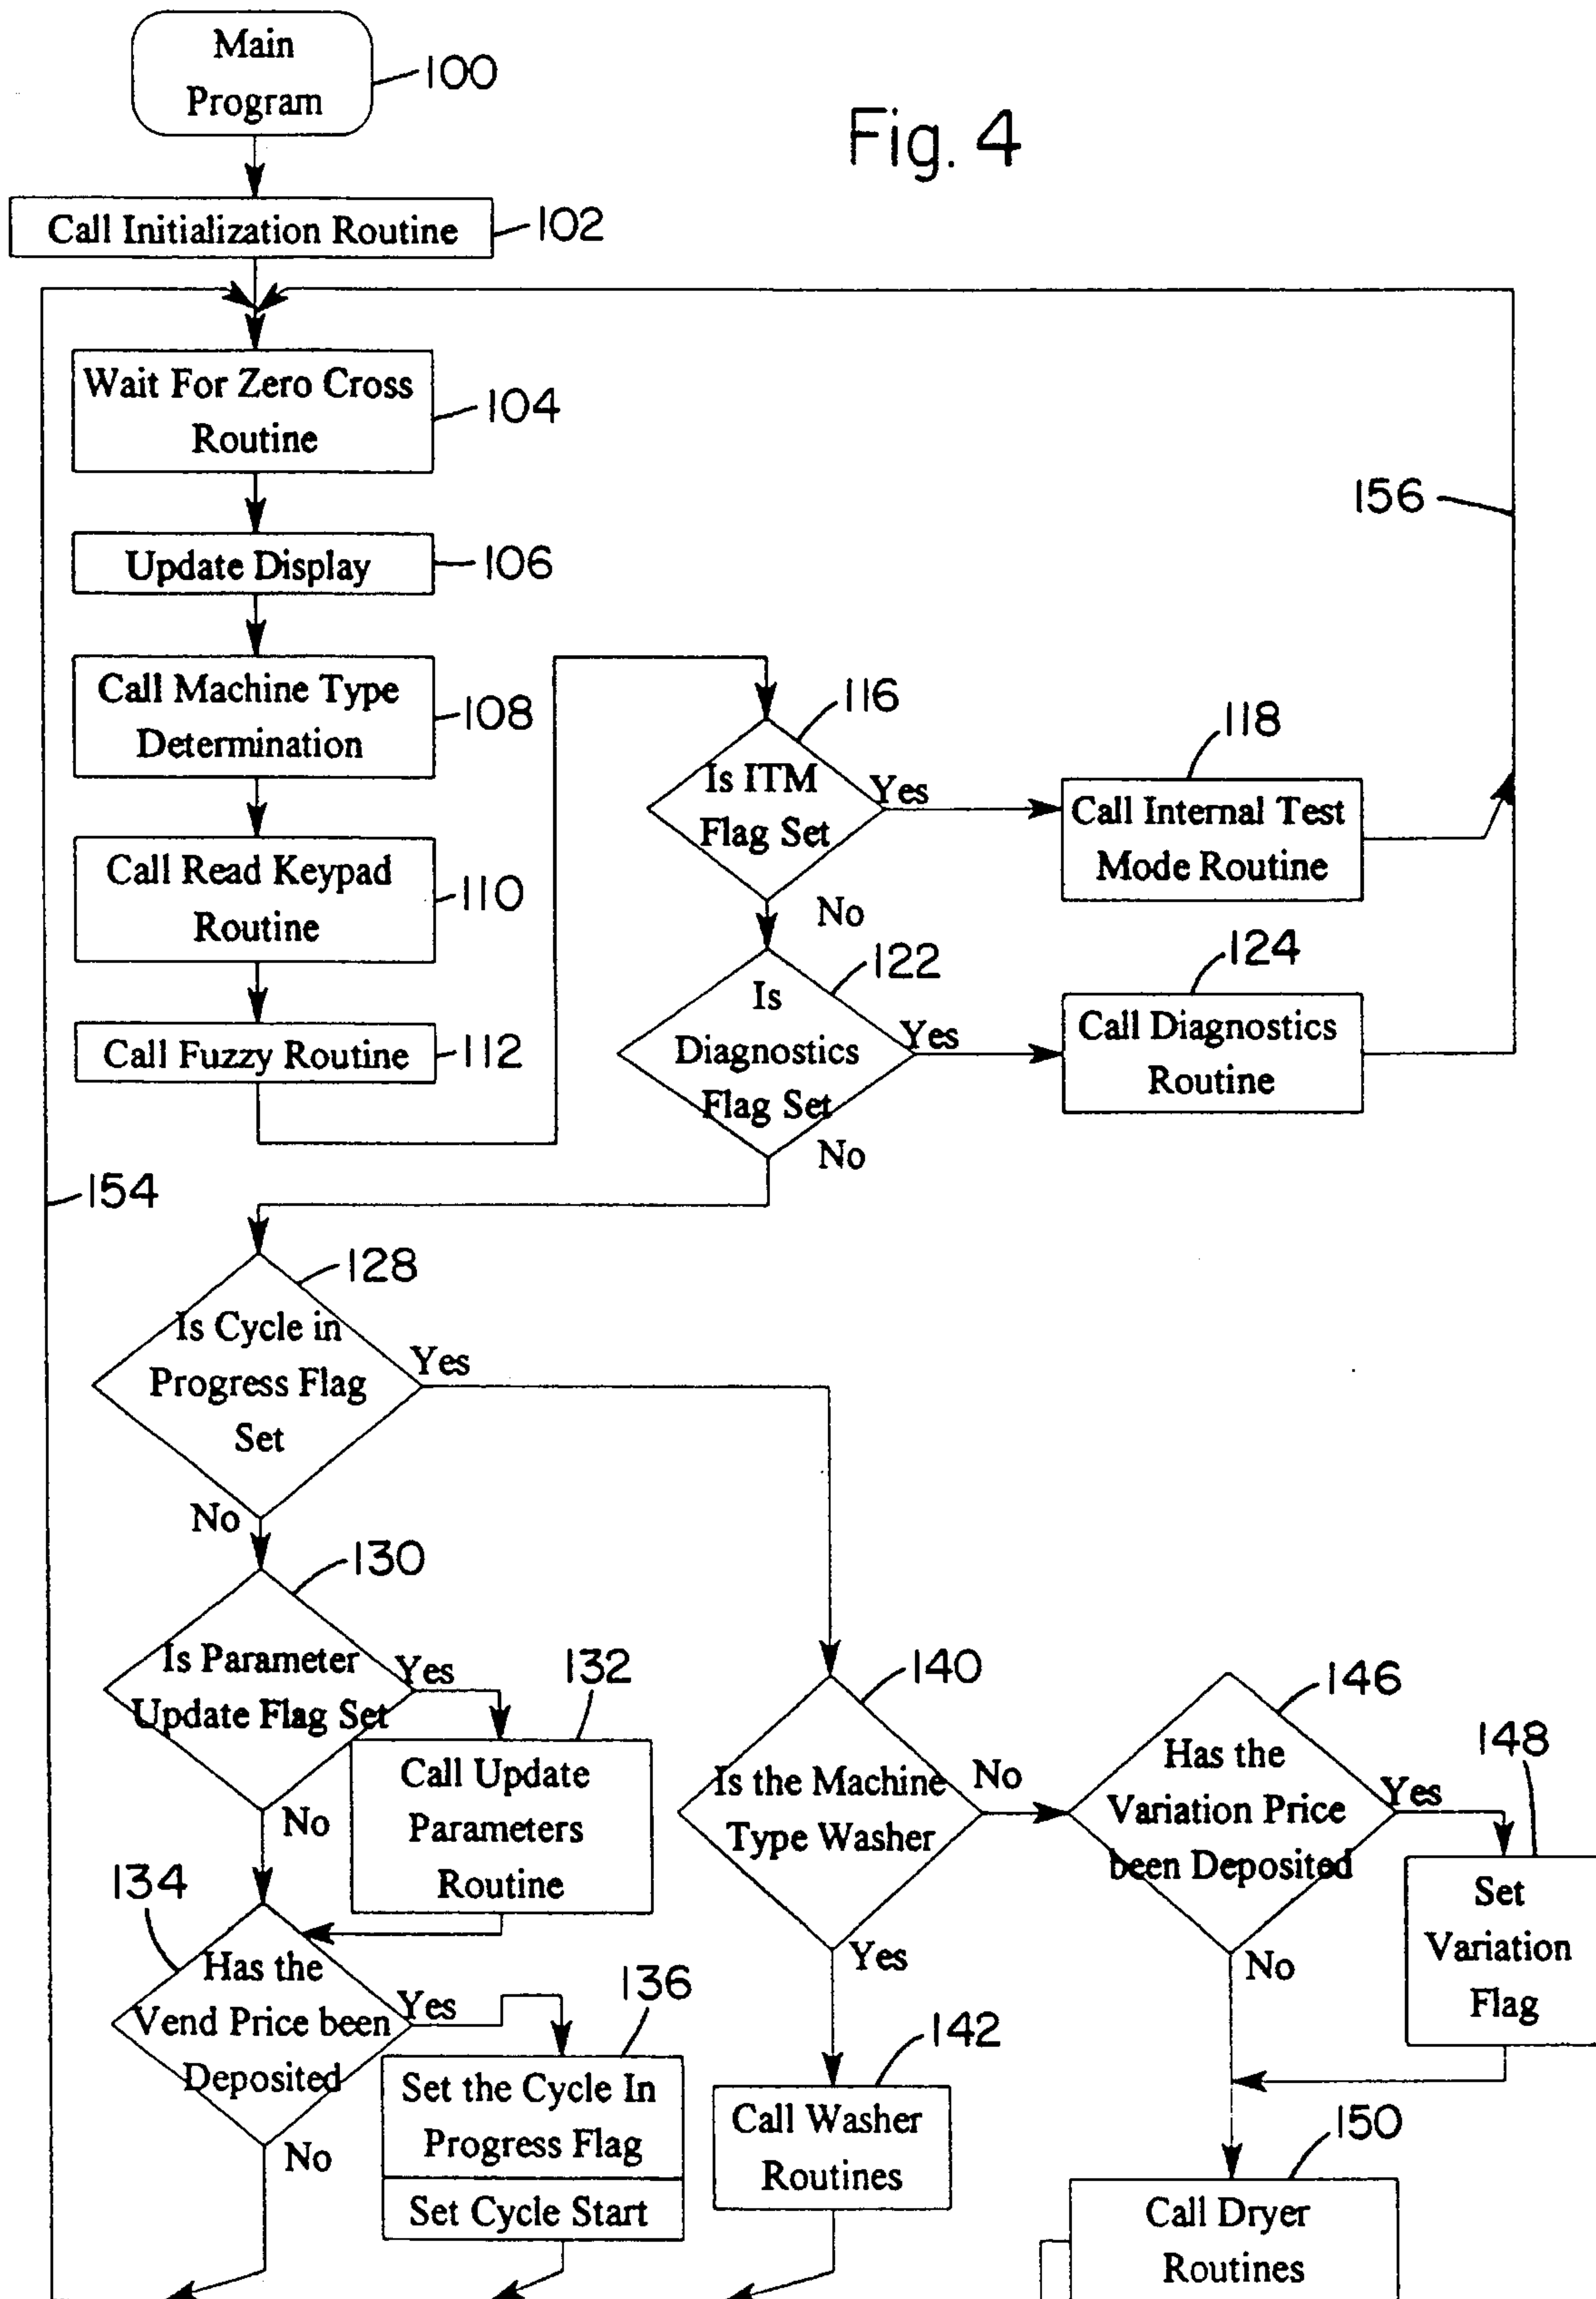 Main
Program
100
Fig. 4
Call Initialization Routine
102
Wait For Zero Cross
Routine
104
156
Update Display
106
Call Machine Type
Determination
108
116
Is ITM
Flag Set
Yes
No
118
Call Internal Test
Mode Routine
Call Read Keypad
Routine
110
122
Is
Diagnostics
Flag Set
Yes
No
124
Call Diagnostics
Routine
Call Fuzzy Routine
112
154
128
Is Cycle in
Progress Flag
Set
Yes
No
130
Is Parameter
Update Flag Set
Yes
No
132
Call Update
Parameters
Routine
140
Is the Machine
Type Washer
No
Yes
146
Has the
Variation Price
been Deposited
Yes
No
148
Set
Variation
Flag
134
Has the
Vend Price been
Deposited
Yes
No
136
Set the Cycle In
Progress Flag
Set Cycle Start
142
Call Washer
Routines
150
Call Dryer
Routines